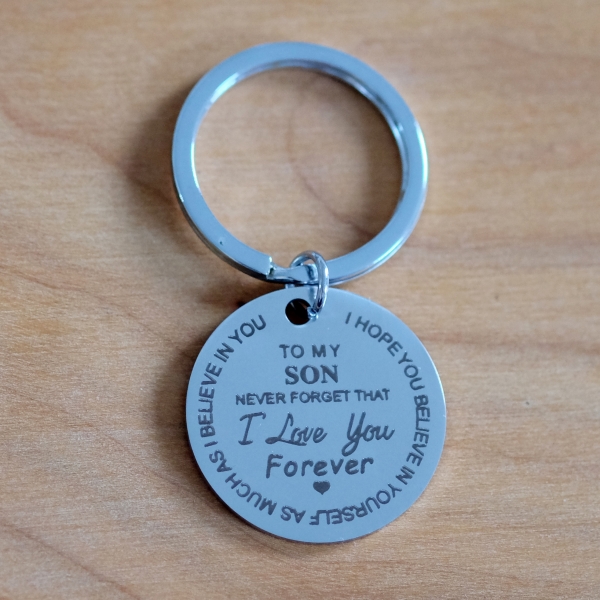 TO MY
SON
NEVER FORGET THAT
I Love You
Forever
I HOPE YOU BELIEVE IN YOURSELF AS MUCH AS I BELIEVE IN YOU